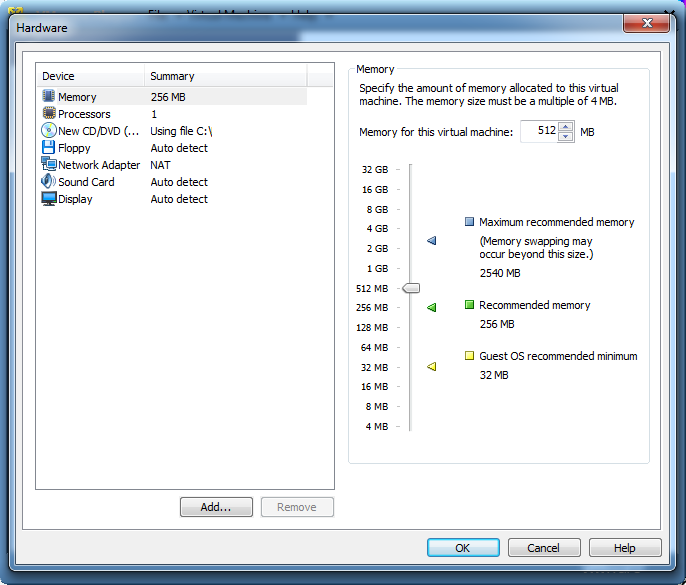 Hardware
Device Summary
Memory 256 MB
Processors 1
New CD/DVD (... Using file C:\
Floppy Auto detect
Network Adapter NAT
Sound Card Auto detect
Display Auto detect
Add...
Remove
Memory
Specify the amount of memory allocated to this virtual
machine. The memory size must be a multiple of 4 MB.
Memory for this virtual machine: 512 MB
32 GB
16 GB
8 GB
4 GB
2 GB
1 GB
512 MB
256 MB
128 MB
64 MB
32 MB
16 MB
8 MB
4 MB
Maximum recommended memory
(Memory swapping may
occur beyond this size.)
2540 MB
Recommended memory
256 MB
Guest OS recommended minimum
32 MB
OK
Cancel
Help